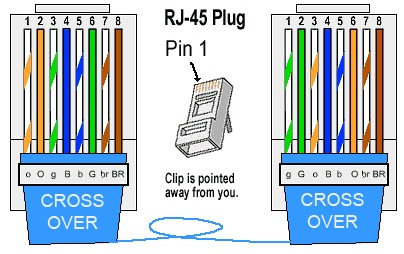 1 2 3 4 5 6 7 8
RJ-45 Plug
Pin 1
Clip is pointed
away from you.
o O g B b G br BR
CROSS
OVER
1 2 3 4 5 6 7 8
g G o B b O br BR
CROSS
OVER